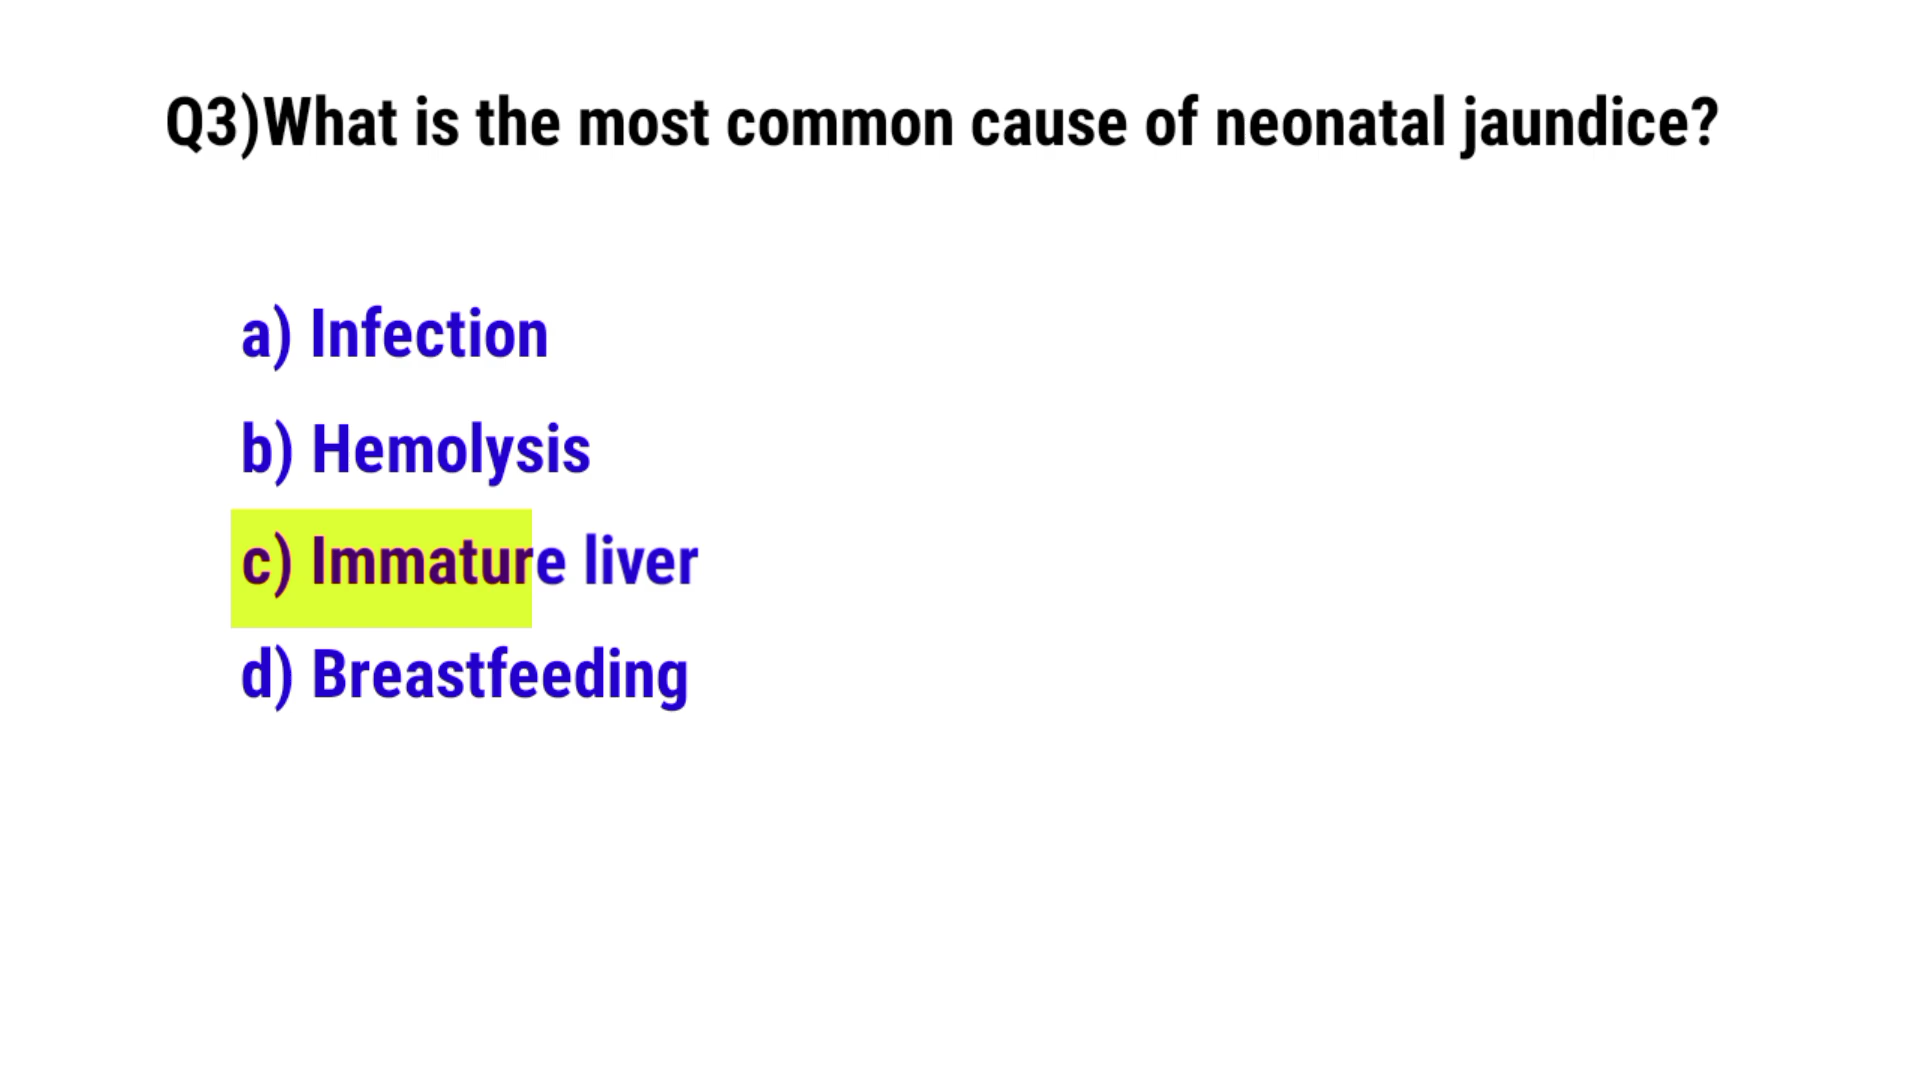 Q3)What is the most common cause of neonatal jaundice?
a) Infection
b) Hemolysis
c) Immature liver
d) Breastfeeding